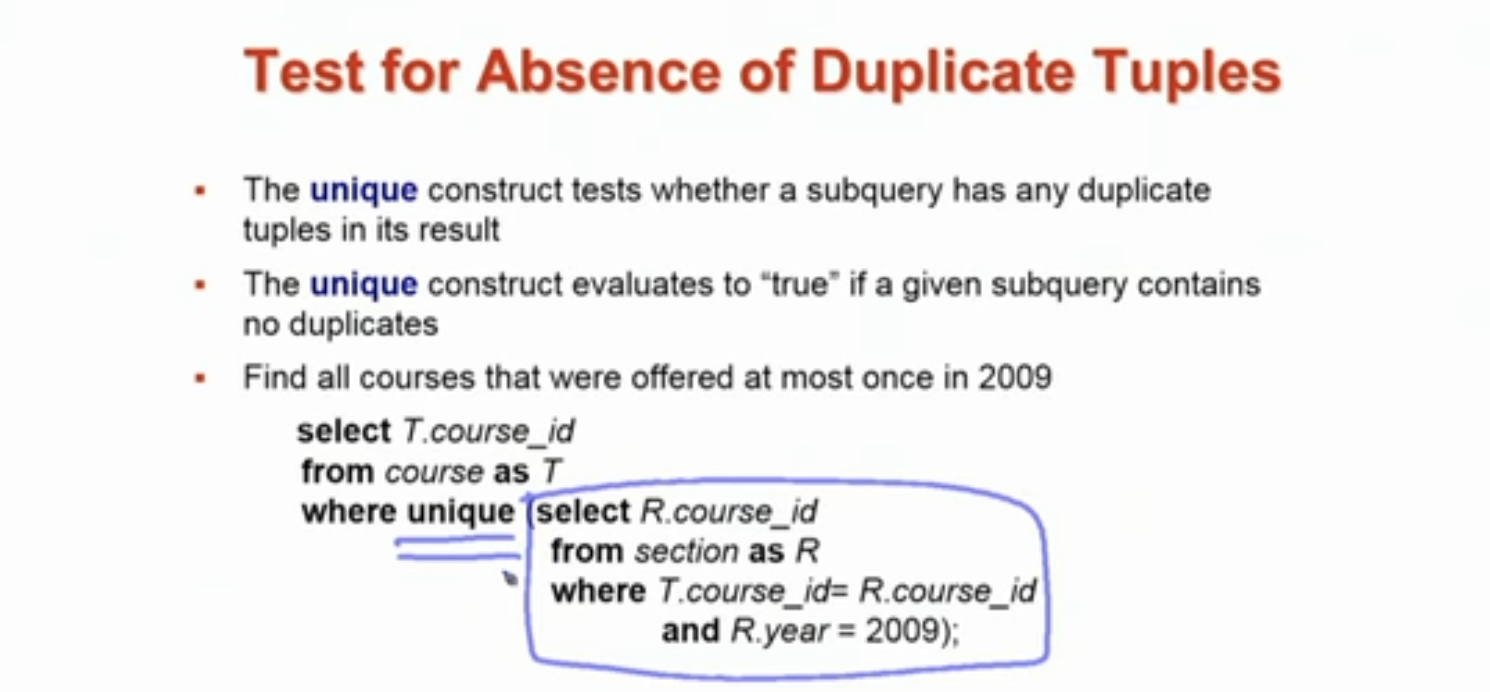 Test for Absence of Duplicate Tuples
▪ The unique construct tests whether a subquery has any duplicate
tuples in its result
▪ The unique construct evaluates to “true” if a given subquery contains
no duplicates
▪ Find all courses that were offered at most once in 2009
select T.course_id
from course as T
where unique (select R.course_id
from section as R
where T.course_id= R.course_id
and R.year = 2009);